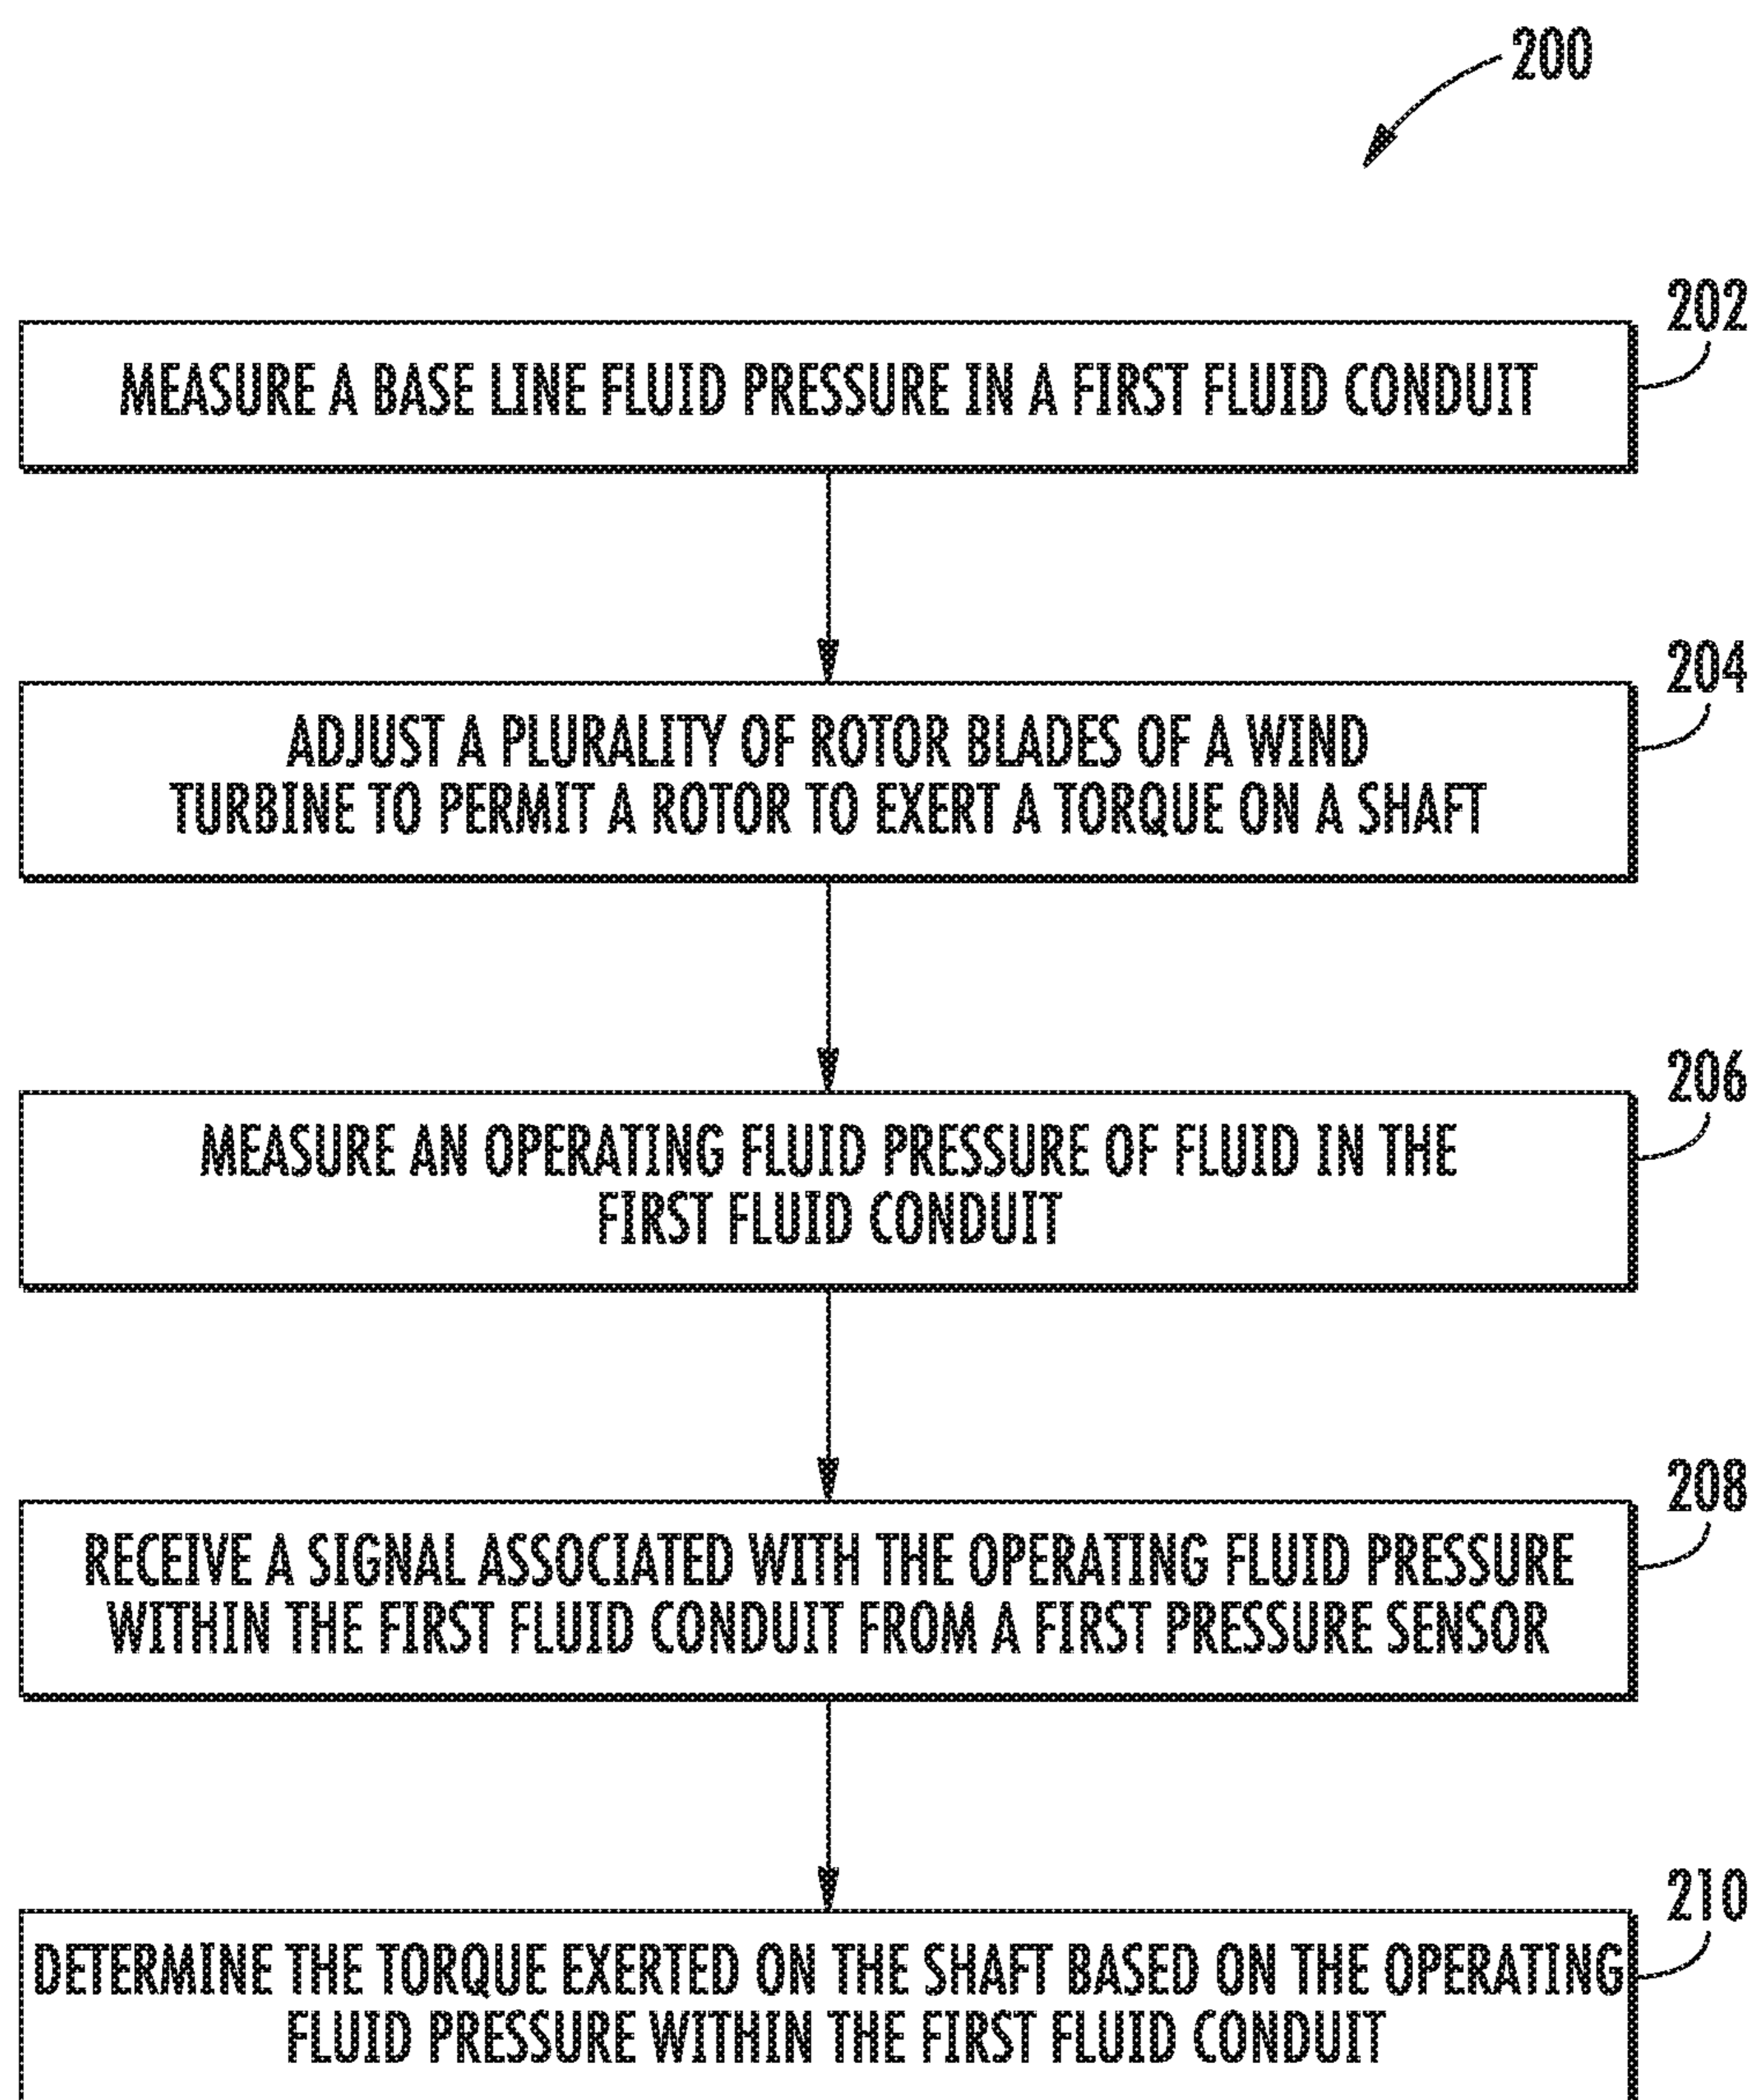 200
202
MEASURE A BASE LINE FLUID PRESSURE IN A FIRST FLUID CONDUIT
204
ADJUST A PLURALITY OF ROTOR BLADES OF A WIND
TURBINE TO PERMIT A ROTOR TO EXERT A TORQUE ON A SHAFT
206
MEASURE AN OPERATING FLUID PRESSURE OF FLUID IN THE
FIRST FLUID CONDUIT
208
RECEIVE A SIGNAL ASSOCIATED WITH THE OPERATING FLUID PRESSURE
WITHIN THE FIRST FLUID CONDUIT FROM A FIRST PRESSURE SENSOR
210
DETERMINE THE TORQUE EXERTED ON THE SHAFT BASED ON THE OPERATING
FLUID PRESSURE WITHIN THE FIRST FLUID CONDUIT